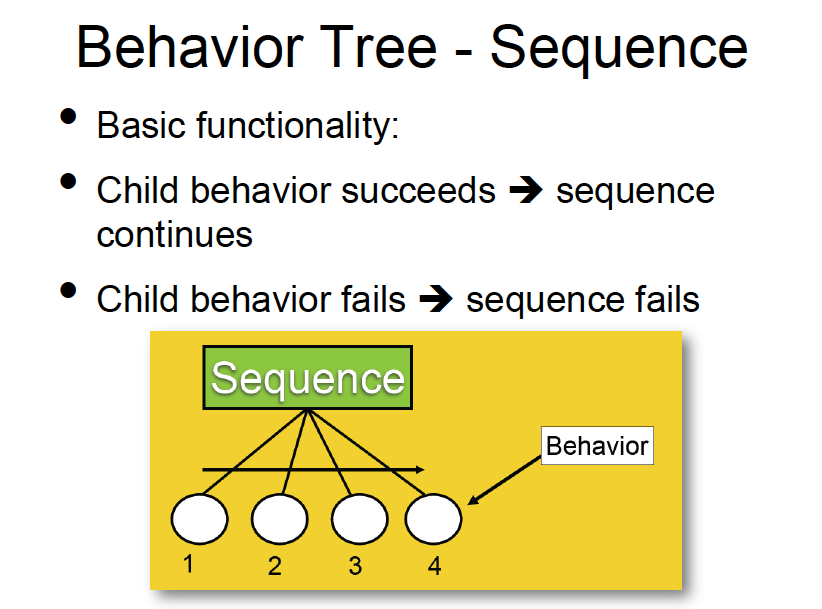 Behavior Tree - Sequence
• Basic functionality:
• Child behavior succeeds ➔ sequence
continues
• Child behavior fails ➔ sequence fails
Sequence
Behavior
1 2 3 4